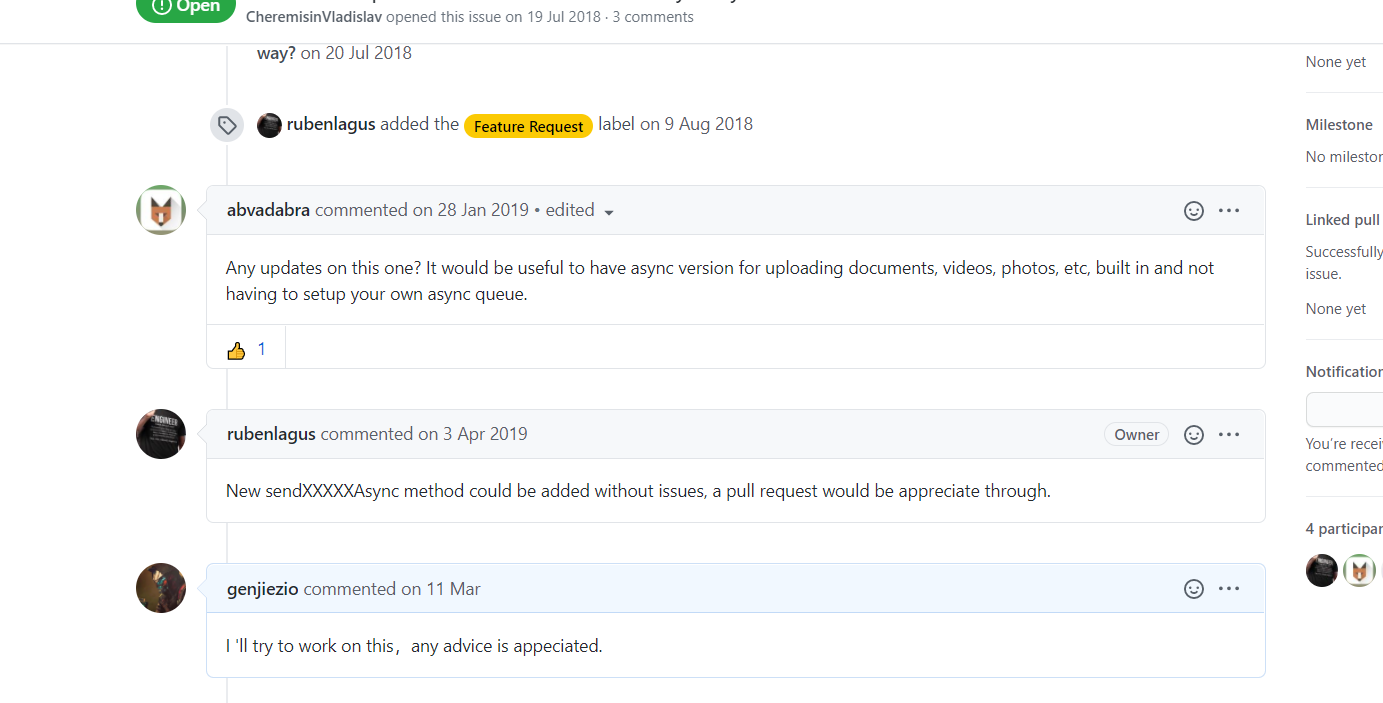 Open
CheremisinVladislav opened this issue on 19 Jul 2018 · 3 comments
way? on 20 Jul 2018
None yet
rubenlagus added the Feature Request label on 9 Aug 2018
Milestone
No mileston
abvadabra commented on 28 Jan 2019 • edited
Linked pull
Any updates on this one? It would be useful to have async version for uploading documents, videos, photos, etc, built in and not
having to setup your own async queue.
Successfully
issue.
None yet
1
Notification
rubenlagus commented on 3 Apr 2019
Owner
You’re recei
commented
New sendXXXXXAsync method could be added without issues, a pull request would be appreciate through.
ENGINEER
4 participan
genjiezio commented on 11 Mar
I 'll try to work on this，any advice is appeciated.